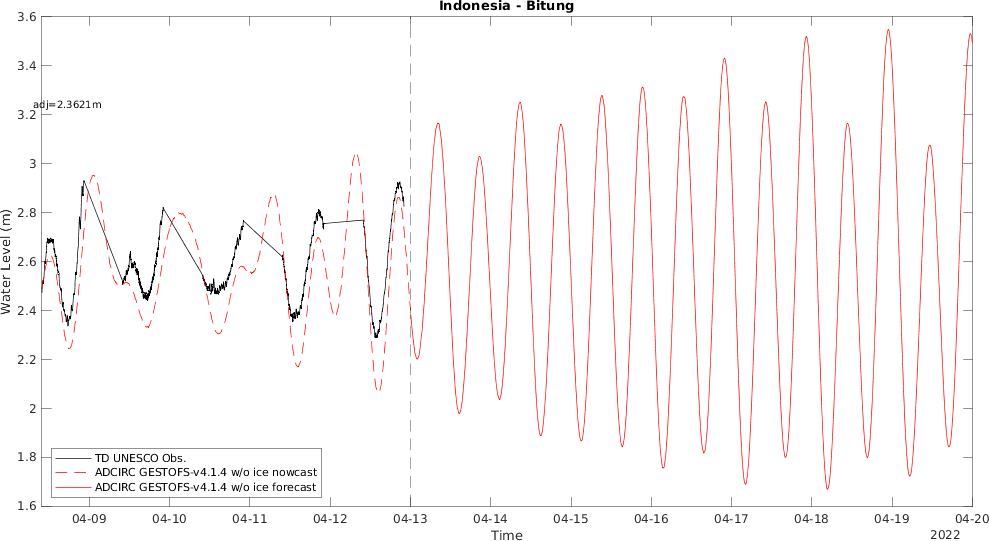 Indonesia - Bitung
3.6
3.4
3.2
3
2.8
2.6
2.4
2.2
2
1.8
1.6
adj=2.3621m
Water Level (m)
TD UNESCO Obs.
ADCIRC GESTOFS-v4.1.4 w/o ice nowcast
ADCIRC GESTOFS-v4.1.4 w/o ice forecast
04-09 04-10 04-11 04-12 04-13 04-14 04-15 04-16 04-17 04-18 04-19 04-20
Time
2022